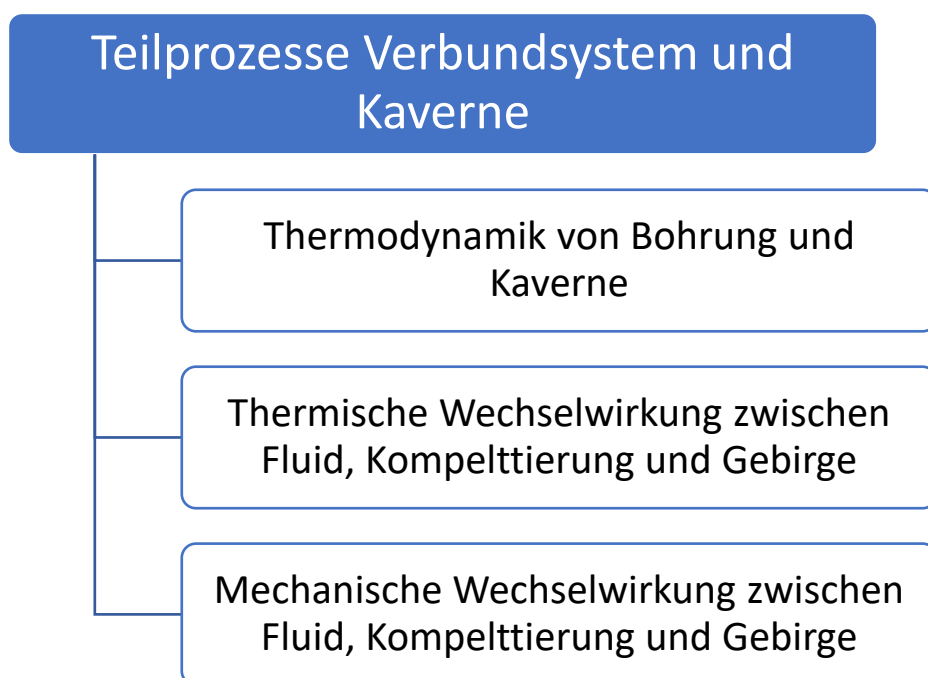 Teilprozesse Verbundsystem und
Kaverne
Thermodynamik von Bohrung und
Kaverne
Thermische Wechselwirkung zwischen
Fluid, Kompelttierung und Gebirge
Mechanische Wechselwirkung zwischen
Fluid, Kompelttierung und Gebirge